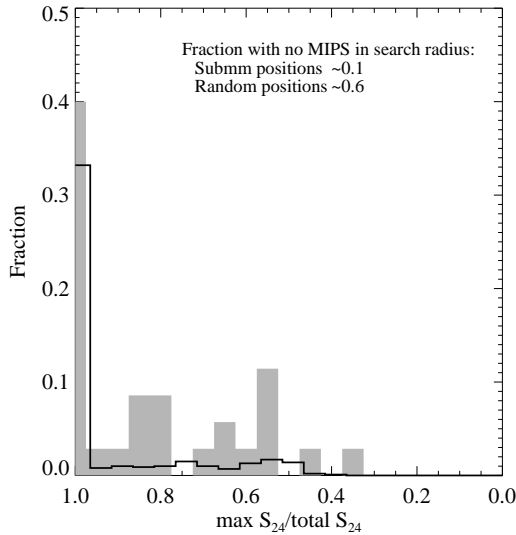 0.5
Fraction with no MIPS in search radius:
Submm positions ~0.1
Random positions ~0.6
0.4
0.3
Fraction
0.2
0.1
0.0
1.0 0.8 0.6 0.4 0.2 0.0
max S24/total S24